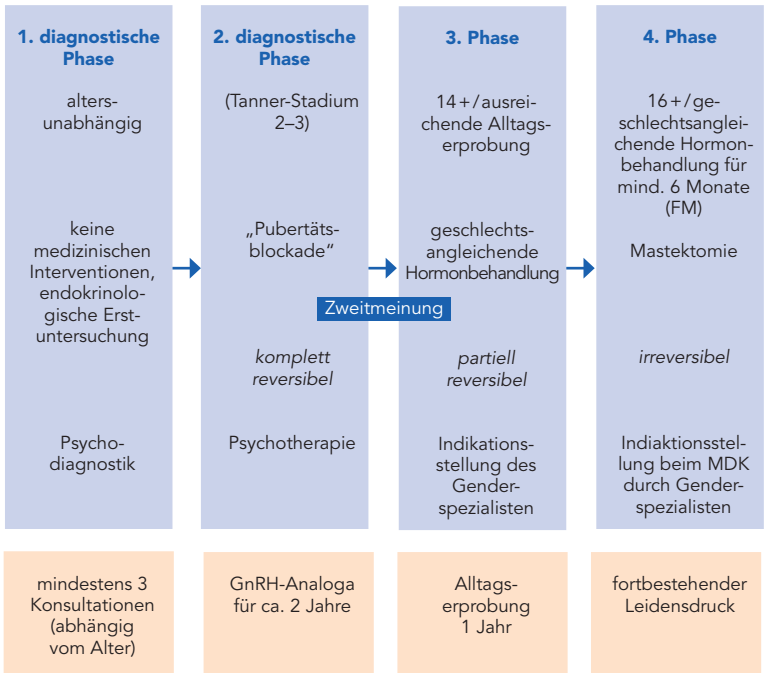 1. diagnostische
Phase
alters-
unabhängig
keine
medizinischen
Interventionen,
endokrinolo-
gische Erst-
untersuchung
Psycho-
diagnostik
mindestens 3
Konsultationen
(abhängig
vom Alter)
2. diagnostische
Phase
(Tanner-Stadium
2–3)
„Pubertäts-
blockade“
Zweitmeinung
komplett
reversibel
Psychotherapie
GnRH-Analoga
für ca. 2 Jahre
3. Phase
14+/ausrei-
chende Alltags-
erprobung
geschlechts-
angleichende
Hormonbehandlung
partiell
reversibel
Indikations-
stellung des
Gender-
spezialisten
Alltags-
erprobung
1 Jahr
4. Phase
16+/ge-
schlechtsanglei-
chende Hormon-
behandlung für
mind. 6 Monate
(FM)
Mastektomie
irreversibel
Indiaktionsstel-
lung beim MDK
durch Gender-
spezialisten
fortbestehender
Leidensdruck